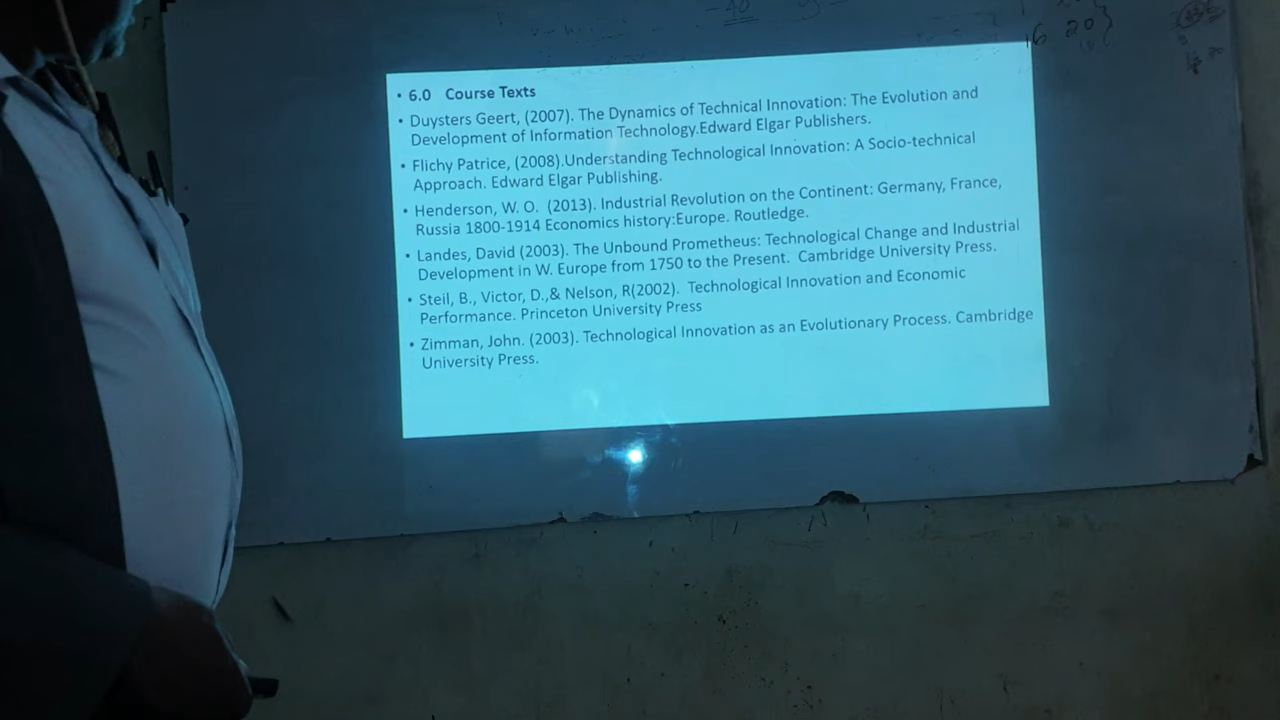 -40
16 20}
• 6.0 Course Texts
• Duysters Geert, (2007). The Dynamics of Technical Innovation: The Evolution and
Development of Information Technology.Edward Elgar Publishers.
• Flichy Patrice, (2008).Understanding Technological Innovation: A Socio-technical
Approach. Edward Elgar Publishing.
• Henderson, W. O. (2013). Industrial Revolution on the Continent: Germany, France,
Russia 1800-1914 Economics history:Europe. Routledge.
• Landes, David (2003). The Unbound Prometheus: Technological Change and Industrial
Development in W. Europe from 1750 to the Present. Cambridge University Press.
• Steil, B., Victor, D.,& Nelson, R(2002). Technological Innovation and Economic
Performance. Princeton University Press
• Zimman, John. (2003). Technological Innovation as an Evolutionary Process. Cambridge
University Press.